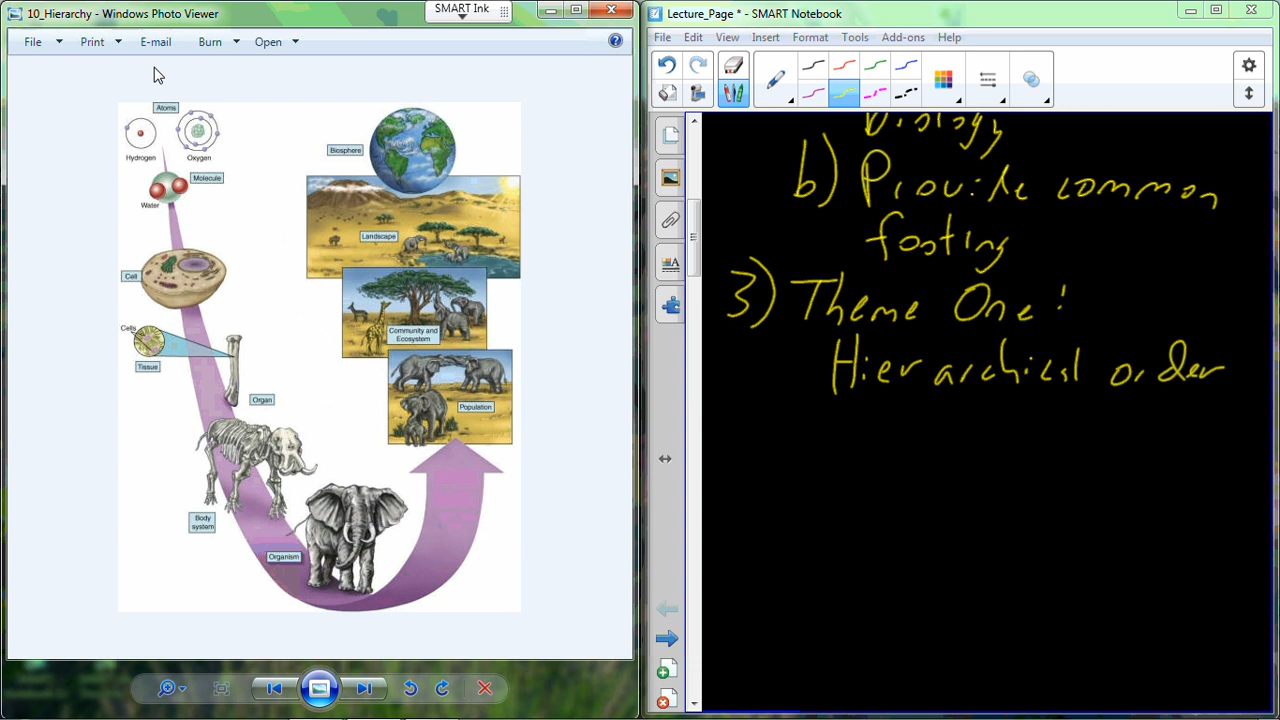 10_Hierarchy - Windows Photo Viewer
SMART Ink
File Print E-mail Burn Open
Atoms
Hydrogen Oxygen
Molecule
Water
Cell
Cells
Tissue
Organ
Body
system
Organism
Biosphere
Landscape
Community and
Ecosystem
Population
Lecture_Page * - SMART Notebook
File Edit View Insert Format Tools Add-ons Help
Biology
b) Provide common
footing
3) Theme One:
Hierarchical order